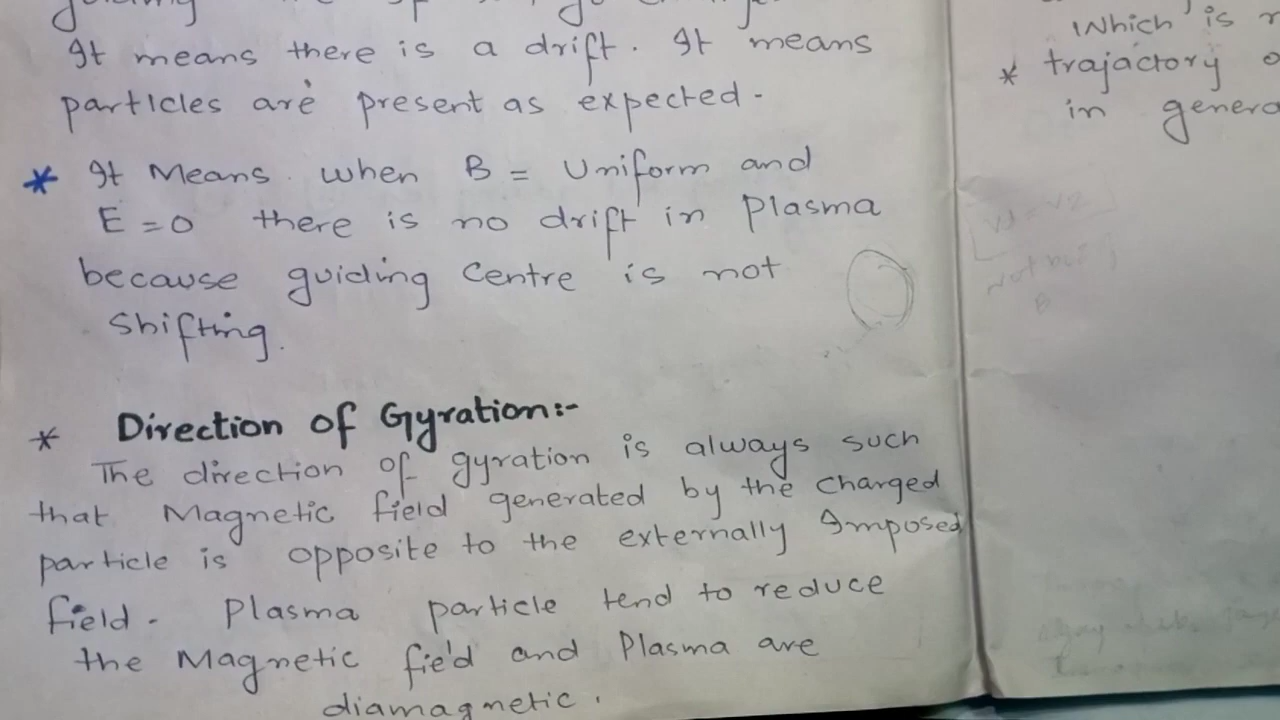 It means there is a drift. It means
particles are present as expected.
* It Means when B = Uniform and
E = 0 there is no drift in Plasma
because guiding Centre is not
Shifting.
* Direction of Gyration:-
The direction of gyration is always such
that Magnetic field generated by the charged
particle is opposite to the externally Imposed
field. Plasma particle tend to reduce
the Magnetic field and Plasma are
diamagnetic.
Which is
* trajactory
in